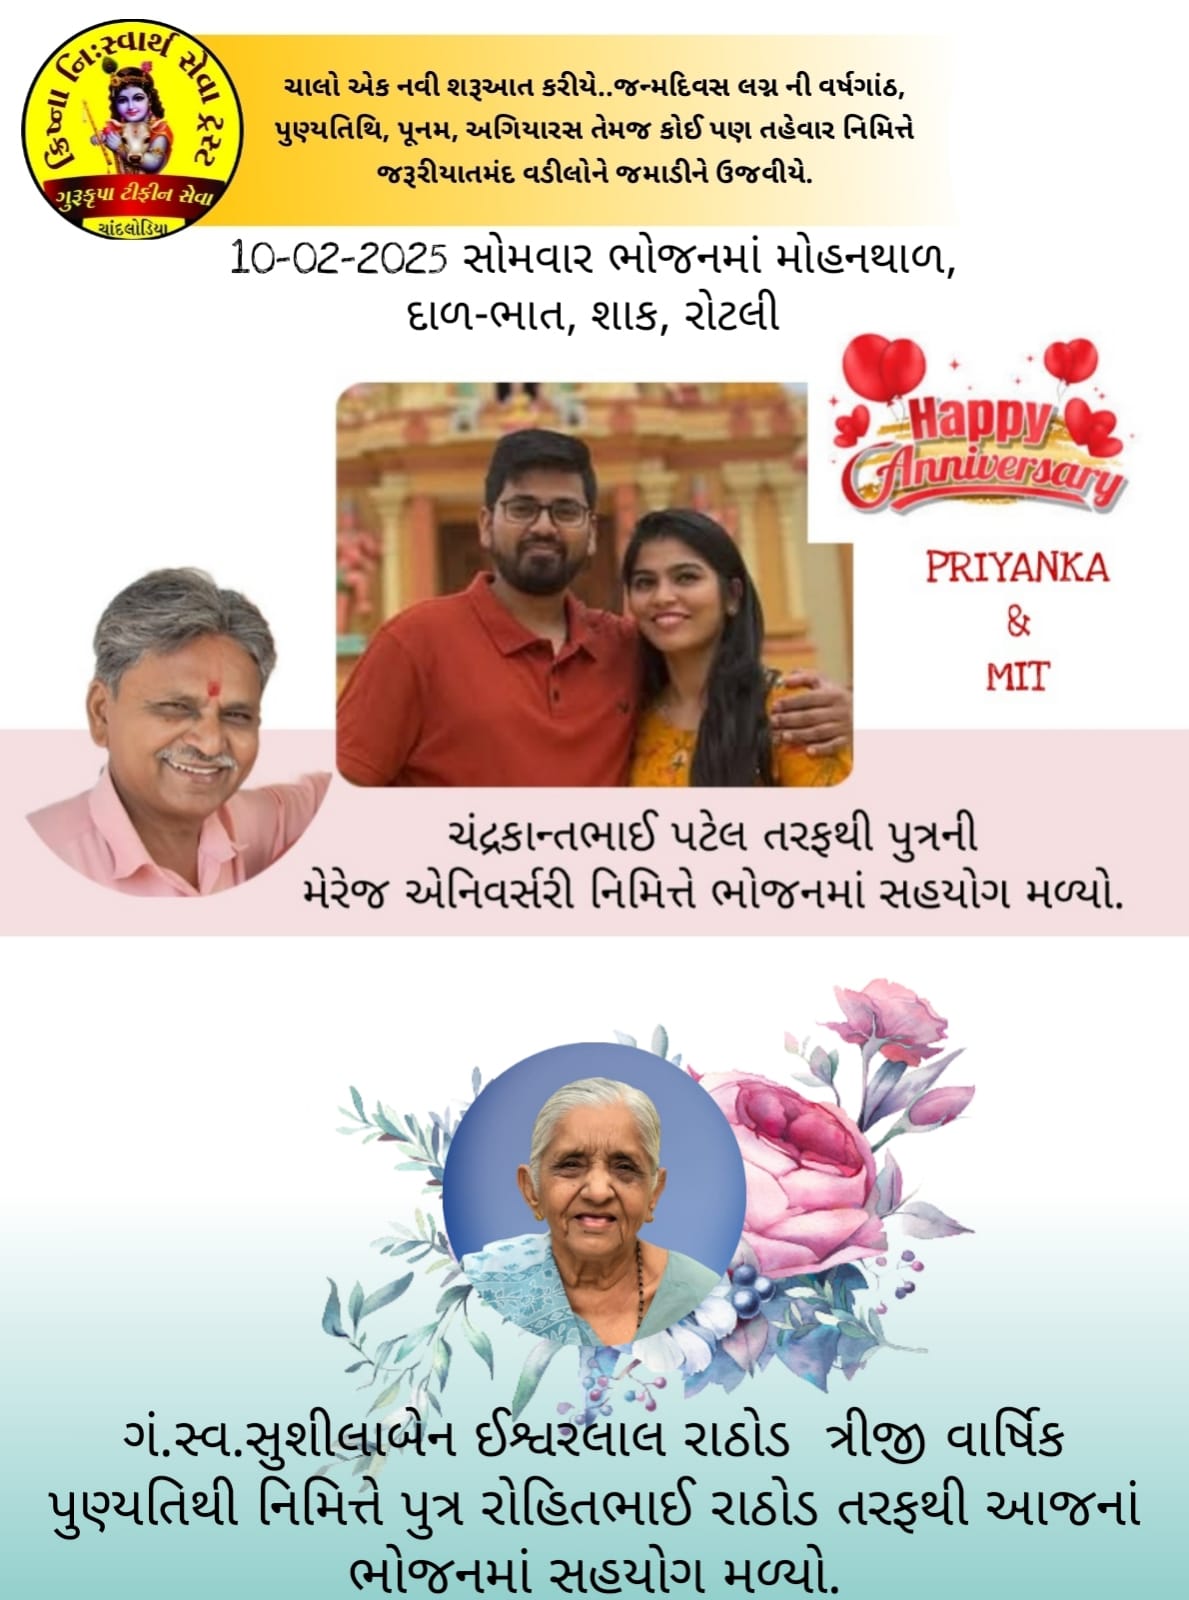 ક્રિષ્ના નિઃસ્વાર્થ સેવા ટ્રસ્ટ
ગુરૂકૃપા ટીફીન સેવા
ચાંદલોડિયા
ચાલો એક નવી શરૂઆત કરીયે..જન્મદિવસ લગ્ન ની વર્ષગાંઠ,
પુણ્યતિથિ, પૂનમ, અગિયારસ તેમજ કોઈ પણ તહેવાર નિમિત્તે
જરૂરીયાતમંદ વડીલોને જમાડીને ઉજવીયે.
10-02-2025 સોમવાર ભોજનમાં મોહનથાળ,
દાળ-ભાત, શાક, રોટલી
Happy
Anniversary
PRIYANKA
&
MIT
ચંદ્રકાન્તભાઈ પટેલ તરફથી પુત્રની
મેરેજ એનિવર્સરી નિમિત્તે ભોજનમાં સહયોગ મળ્યો.
ગં.સ્વ.સુશીલાબેન ઈશ્વરલાલ રાઠોડ ત્રીજી વાર્ષિક
પુણ્યતિથી નિમિત્તે પુત્ર રોહિતભાઈ રાઠોડ તરફથી આજનાં
ભોજનમાં સહયોગ મળ્યો.